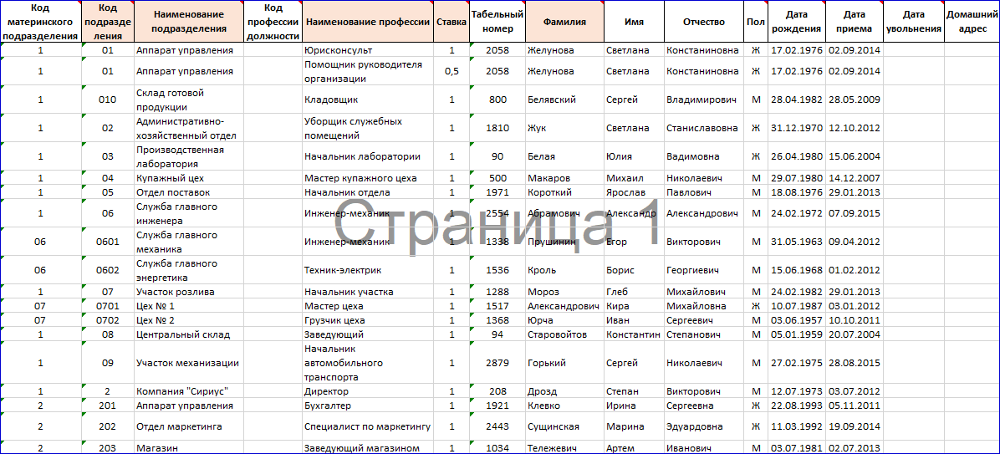 Код материнского подразделения Код подразде ления Наименование подразделения Код профессии должности Наименование профессии Ставка Табельный номер Фамилия Имя Отчество Пол Дата рождения Дата приема Дата увольнения Домашний адрес
1 01 Аппарат управления Юрисконсульт 1 2058 Желунова Светлана Констаниновна Ж 17.02.1976 02.09.2014
1 01 Аппарат управления Помощник руководителя организации 0,5 2058 Желунова Светлана Констаниновна Ж 17.02.1976 02.09.2014
1 010 Склад готовой продукции Кладовщик 1 800 Белявский Сергей Владимирович М 28.04.1982 28.05.2009
1 02 Административно-хозяйственный отдел Уборщик служебных помещений 1 1810 Жук Светлана Станиславовна Ж 31.12.1970 12.10.2012
1 03 Производственная лаборатория Начальник лаборатории 1 90 Белая Юлия Вадимовна Ж 26.04.1980 15.06.2004
1 04 Купажный цех Мастер купажного цеха 1 500 Макаров Михаил Николаевич М 29.07.1980 14.12.2007
1 05 Отдел поставок Начальник отдела 1 1971 Короткий Ярослав Павлович М 18.08.1976 29.01.2013
1 06 Служба главного инженера Инженер-механик 1 2554 Абрамович Александр Александрович М 24.02.1972 07.09.2015
Страница 1
06 0601 Служба главного механика Инженер-механик 1 1338 Прушинин Егор Викторович М 31.05.1963 09.04.2012
06 0602 Служба главного энергетика Техник-электрик 1 1536 Кроль Борис Георгиевич М 15.06.1968 01.02.2012
1 07 Участок розлива Начальник участка 1 1288 Мороз Глеб Михайлович М 24.02.1982 29.01.2013
07 0701 Цех № 1 Мастер цеха 1 1517 Александрович Кира Михайловна Ж 10.07.1987 03.01.2012
07 0702 Цех № 2 Грузчик цеха 1 1368 Юрча Иван Сергеевич М 03.06.1957 10.10.2011
1 08 Центральный склад Заведующий 1 94 Старовойтов Константин Степанович М 05.01.1959 20.07.2004
1 09 Участок механизации Начальник автомобильного транспорта 1 2879 Горький Сергей Николаевич М 27.02.1975 28.08.2015
1 2 Компания "Сириус" Директор 1 208 Дрозд Степан Викторович М 12.07.1973 03.07.2012
2 201 Аппарат управления Бухгалтер 1 1921 Клевко Ирина Сергеевна Ж 22.08.1993 05.11.2011
2 202 Отдел маркетинга Специалист по маркетингу 1 2443 Сущинская Марина Эдуардовна Ж 11.03.1992 19.09.2014
2 203 Магазин Заведующий магазином 1 1034 Тележевич Артем Иванович М 03.07.1981 02.07.2013